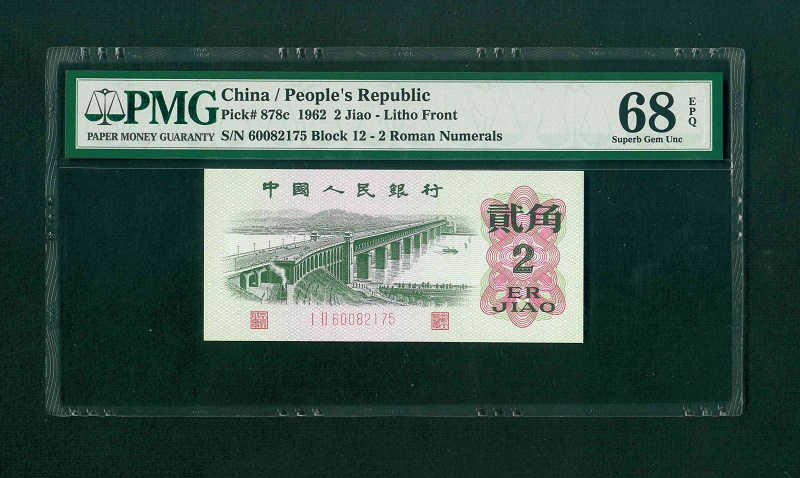 PMG
PAPER MONEY GUARANTY
China / People's Republic
Pick# 878c 1962 2 Jiao - Litho Front
S/N 60082175 Block 12 - 2 Roman Numerals
68 EPQ
Superb Gem Unc
中國人民銀行
貳角
2
ER
JIAO
I II 60082175